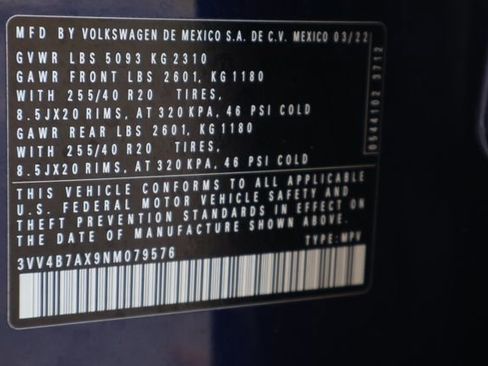 MFD BY VOLKSWAGEN DE MEXICO S.A. DE C.V. MEXICO 03/22
GVWR LBS 5093 KG 2310
GAWR FRONT LBS 2601, KG 1180
WITH 255/40 R20 TIRES,
8.5JX20 RIMS, AT 320 KPA, 46 PSI COLD
GAWR REAR LBS 2601, KG 1180
WITH 255/40 R20 TIRES,
8.5JX20 RIMS, AT 320 KPA, 46 PSI COLD
THIS VEHICLE CONFORMS TO ALL APPLICABLE
U.S. FEDERAL MOTOR VEHICLE SAFETY AND
THEFT PREVENTION STANDARDS IN EFFECT ON
THE DATE OF MANUFACTURE SHOWN ABOVE.
3VV4B7AX9NM079576 TYPE: MPV
0544102 3712